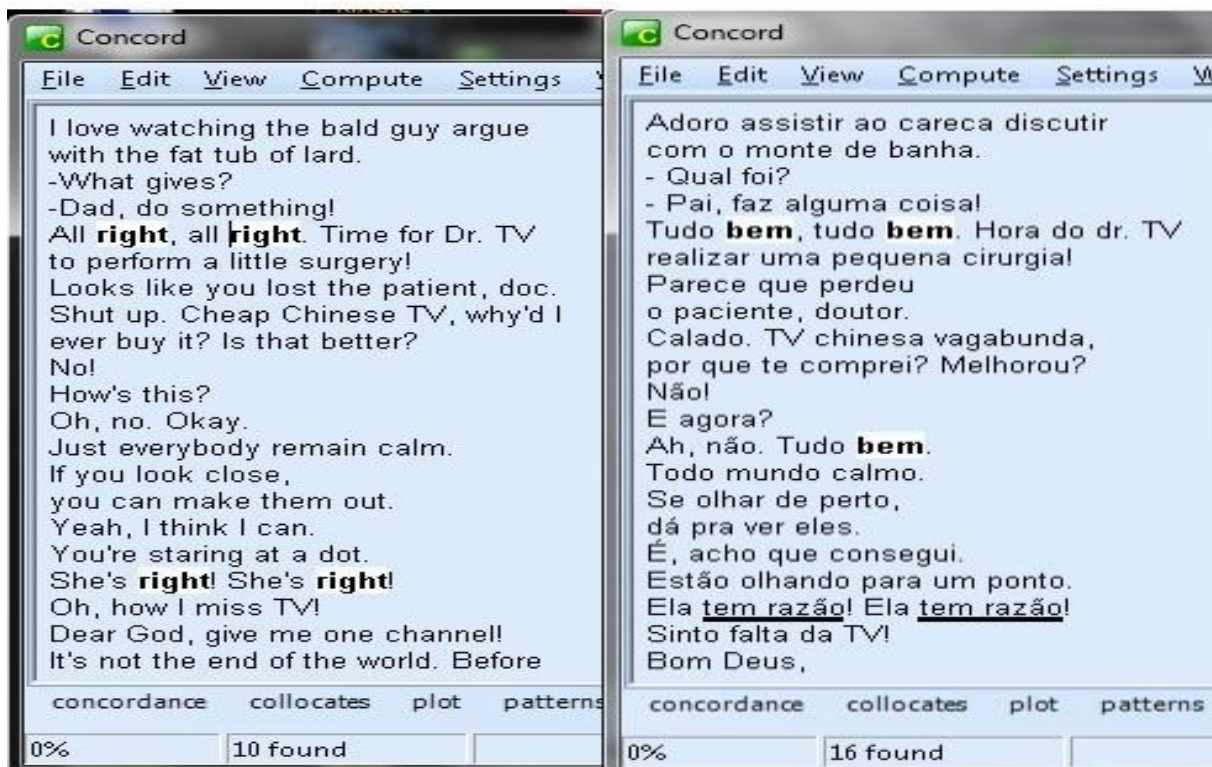 Concord
File Edit View Compute Settings
I love watching the bald guy argue
with the fat tub of lard.
-What gives?
-Dad, do something!
All right, all right. Time for Dr. TV
to perform a little surgery!
Looks like you lost the patient, doc.
Shut up. Cheap Chinese TV, why'd I
ever buy it? Is that better?
No!
How's this?
Oh, no. Okay.
Just everybody remain calm.
If you look close,
you can make them out.
Yeah, I think I can.
You're staring at a dot.
She's right! She's right!
Oh, how I miss TV!
Dear God, give me one channel!
It's not the end of the world. Before
concordance collocates plot patterns
0% 10 found
Concord
File Edit View Compute Settings W
Adoro assistir ao careca discutir
com o monte de banha.
- Qual foi?
- Pai, faz alguma coisa!
Tudo bem, tudo bem. Hora do dr. TV
realizar uma pequena cirurgia!
Parece que perdeu
o paciente, doutor.
Calado. TV chinesa vagabunda,
por que te comprei? Melhorou?
Não!
E agora?
Ah, não. Tudo bem.
Todo mundo calmo.
Se olhar de perto,
dá pra ver eles.
É, acho que consegui.
Estão olhando para um ponto.
Ela tem razão! Ela tem razão!
Sinto falta da TV!
Bom Deus,
concordance collocates plot patterns
0% 16 found